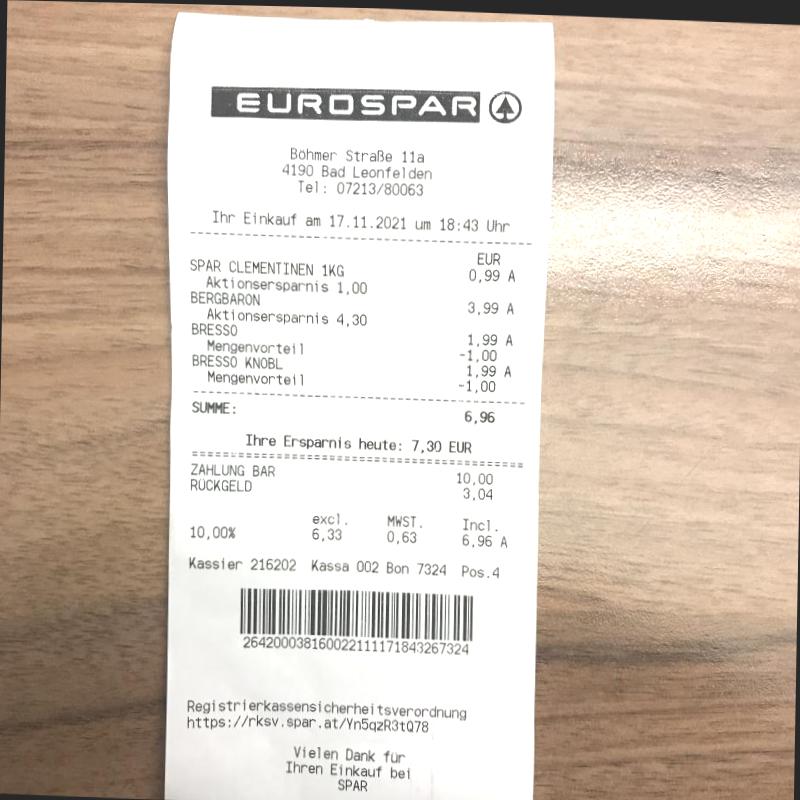 EUROSPAR
Böhmer Straße 11a
4190 Bad Leonfelden
Tel: 07213/80063
Ihr Einkauf am 17.11.2021 um 18:43 Uhr
EUR
SPAR CLEMENTINEN 1KG 0,99 A
Aktionsersparnis 1,00
BERGBARON 3,99 A
Aktionsersparnis 4,30
BRESSO 1,99 A
Mengenvorteil -1,00
BRESSO KNOBL 1,99 A
Mengenvorteil -1,00
SUMME: 6,96
Ihre Ersparnis heute: 7,30 EUR
ZAHLUNG BAR 10,00
RÜCKGELD 3,04
excl. MWST. Incl.
10,00% 6,33 0,63 6,96 A
Kassier 216202 Kassa 002 Bon 7324 Pos.4
26420003816002211117184326​7324
Registrierkassensicherheitsverordnung
https://rksv.spar.at/Yn5qzR3tQ78
Vielen Dank für
Ihren Einkauf bei
SPAR